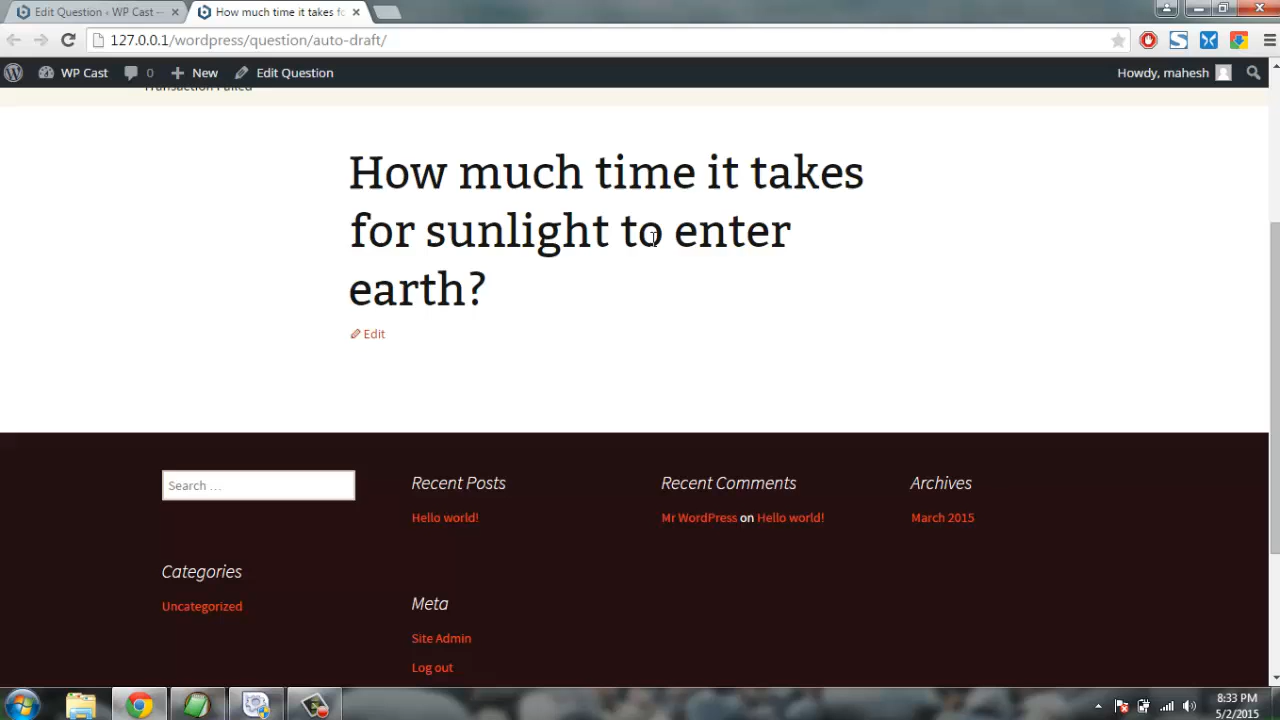 Edit Question ‹ WP Cast —
How much time it takes fo
127.0.0.1/wordpress/question/auto-draft/
WP Cast 0 New Edit Question Howdy, mahesh
Transaction Failed
How much time it takes
for sunlight to enter
earth?
Edit
Search …
Recent Posts
Hello world!
Recent Comments
Mr WordPress on Hello world!
Archives
March 2015
Categories
Uncategorized
Meta
Site Admin
Log out
8:33 PM
5/2/2015